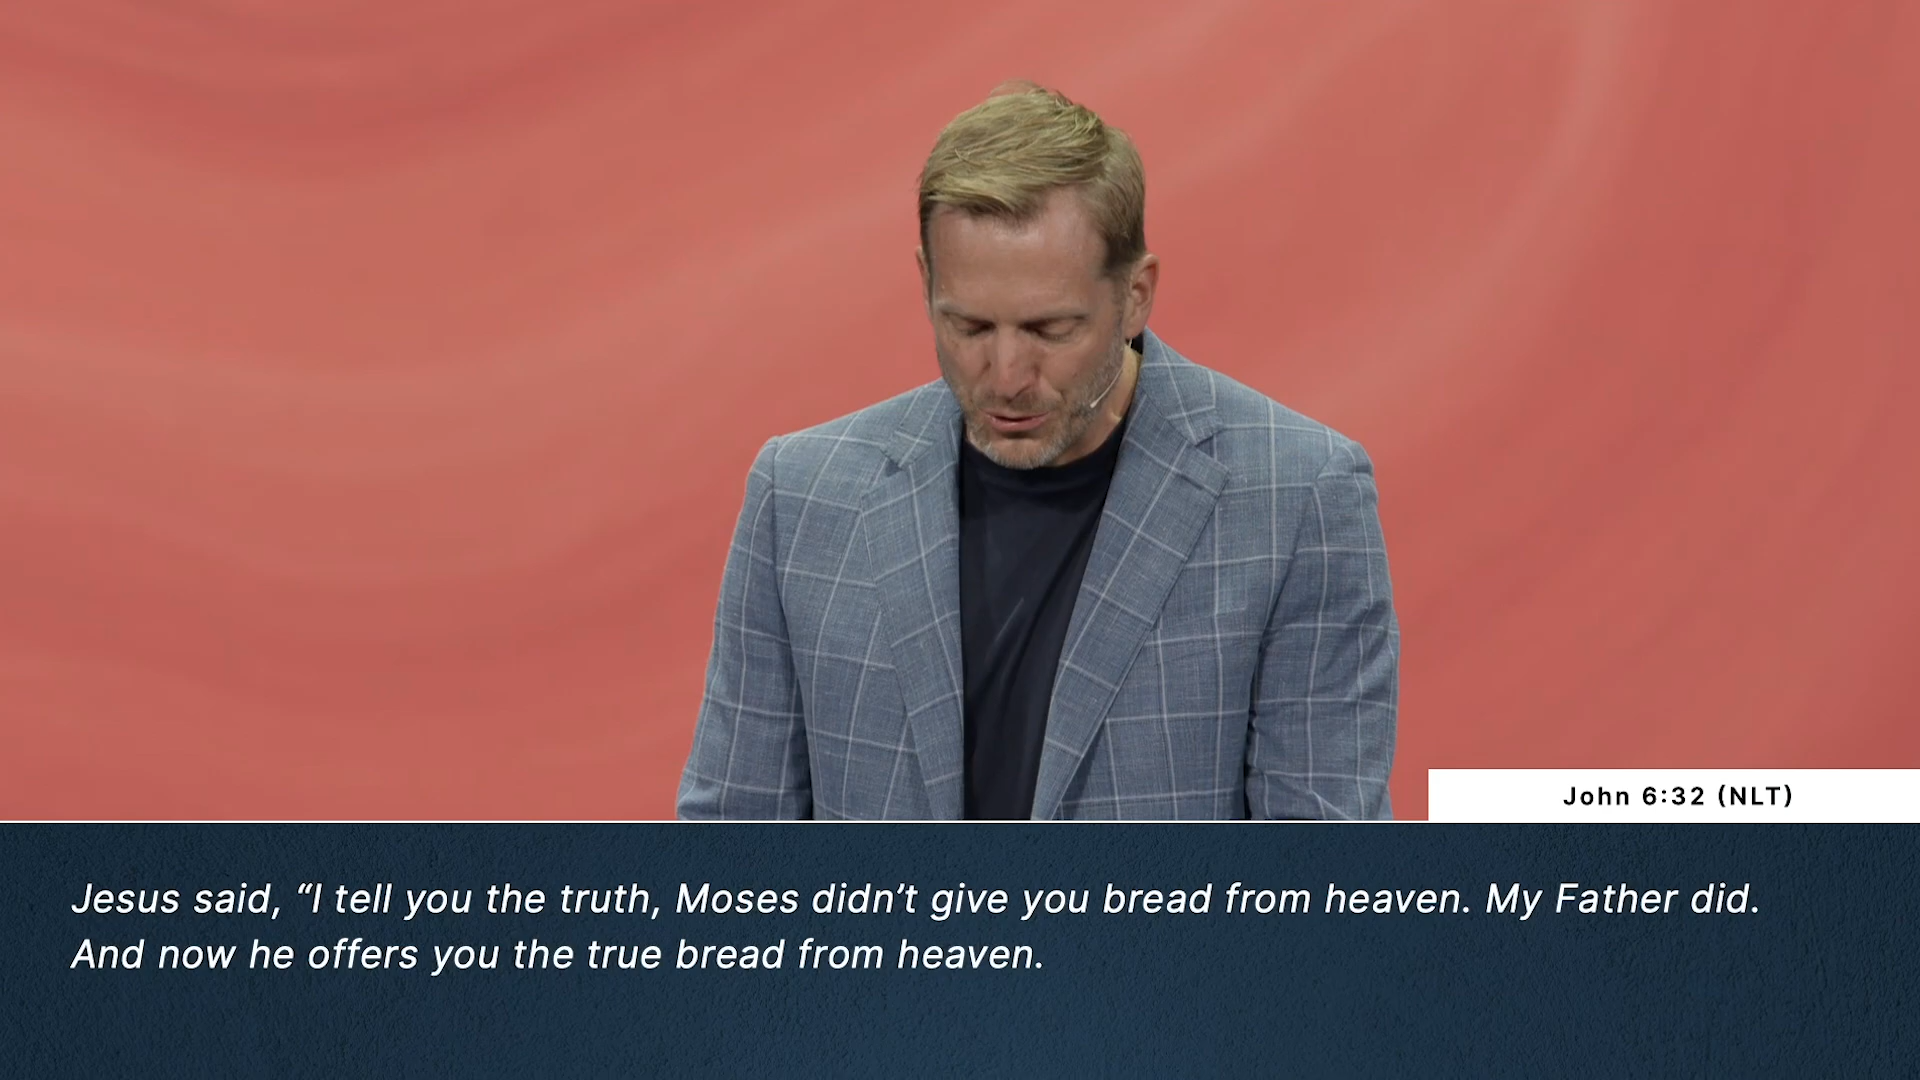 John 6:32 (NLT)
Jesus said, “I tell you the truth, Moses didn’t give you bread from heaven. My Father did.
And now he offers you the true bread from heaven.